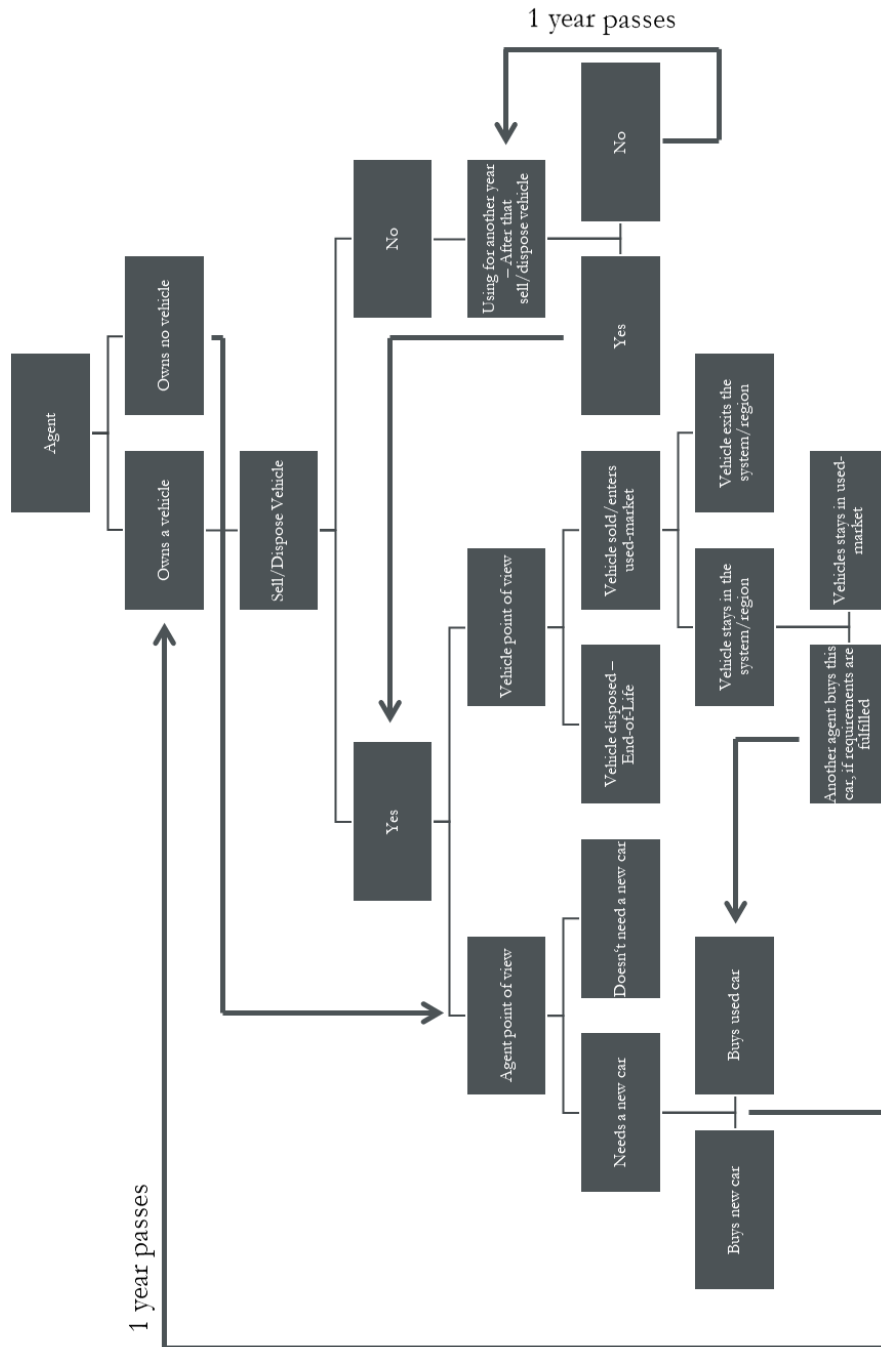 1 year passes
Agent
Owns a vehicle
Owns no vehicle
Sell/Dispose Vehicle
Yes
No
Agent point of view
Vehicle point of view
Using for another year
– After that
sell/dispose vehicle
Needs a new car
Doesn't need a new car
Vehicle disposed –
End-of-Life
Vehicle sold/enters
used-market
Yes
No
1 year passes
Buys new car
Buys used car
Vehicle stays in the
system/region
Vehicle exits the
system/region
Another agent buys this
car, if requirements are
fulfilled
Vehicles stays in used-
market